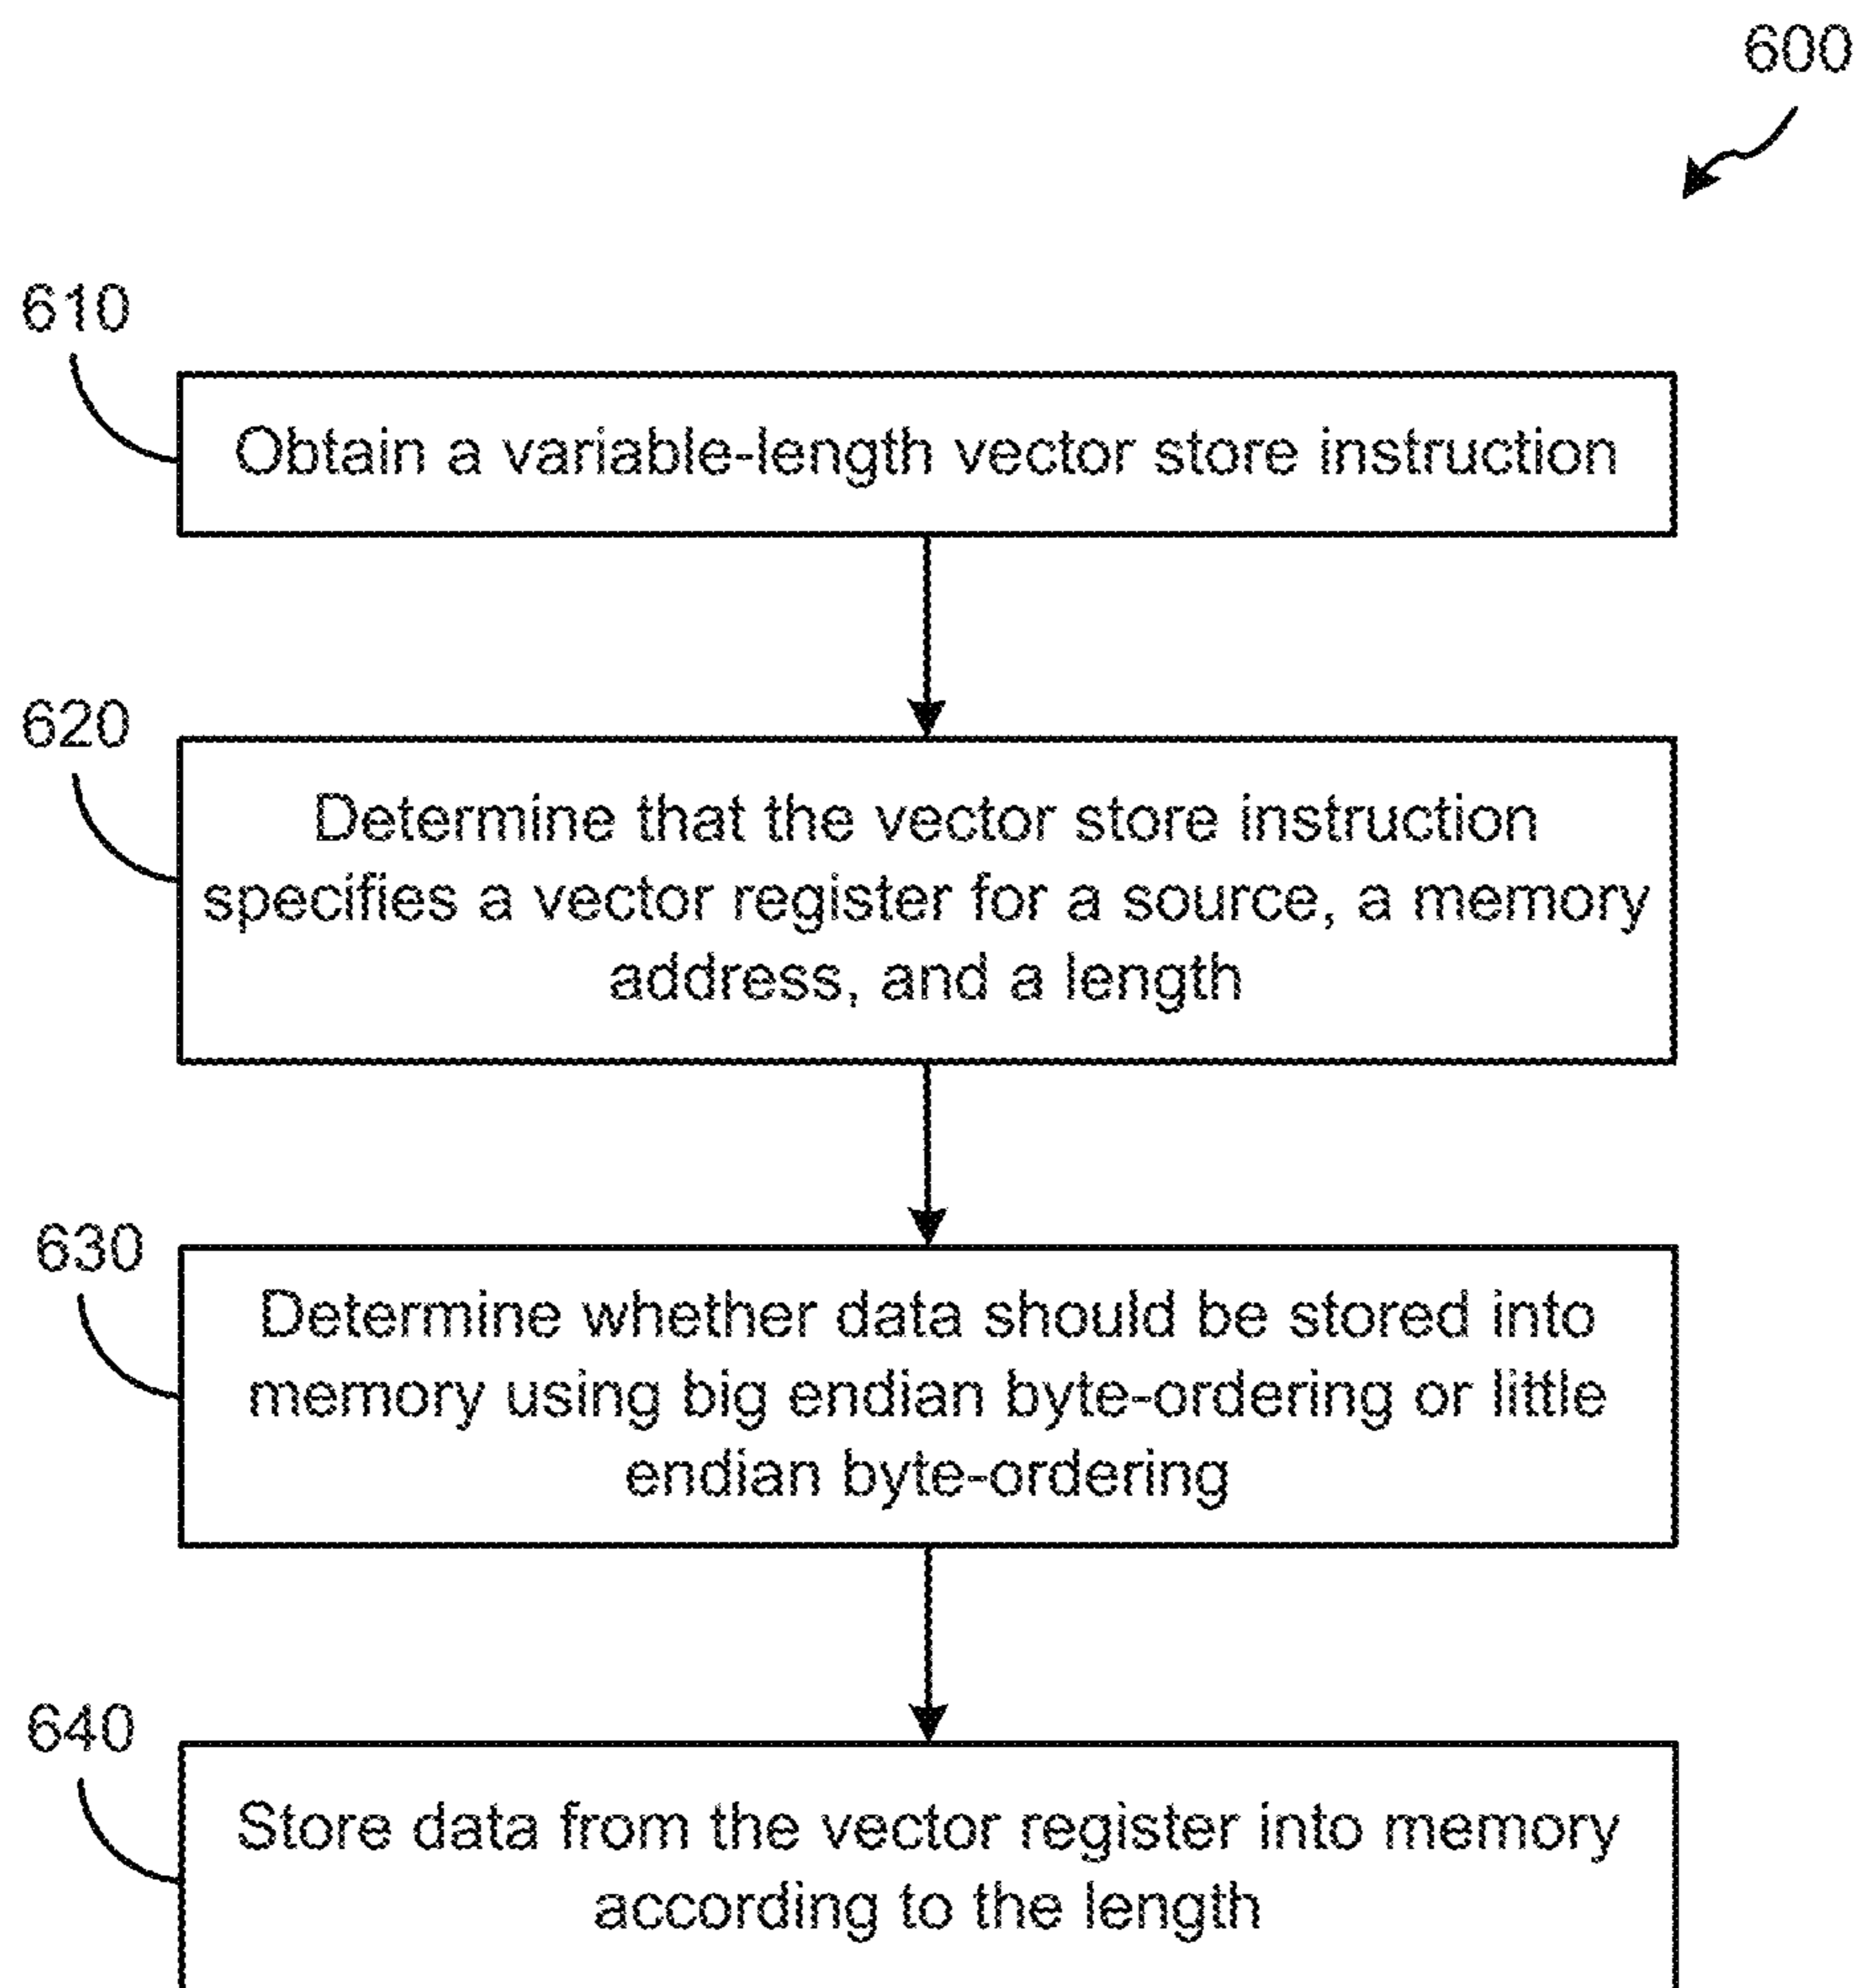 600
610
Obtain a variable-length vector store instruction
620
Determine that the vector store instruction
specifies a vector register for a source, a memory
address, and a length
630
Determine whether data should be stored into
memory using big endian byte-ordering or little
endian byte-ordering
640
Store data from the vector register into memory
according to the length